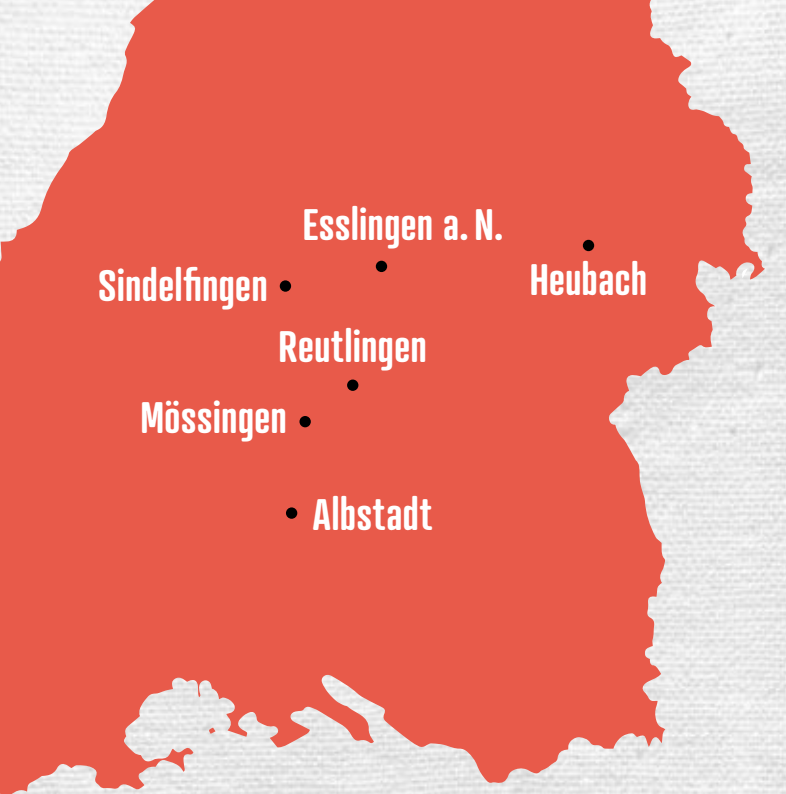 Esslingen a. N.
Heubach
Sindelfingen
Reutlingen
Mössingen
Albstadt